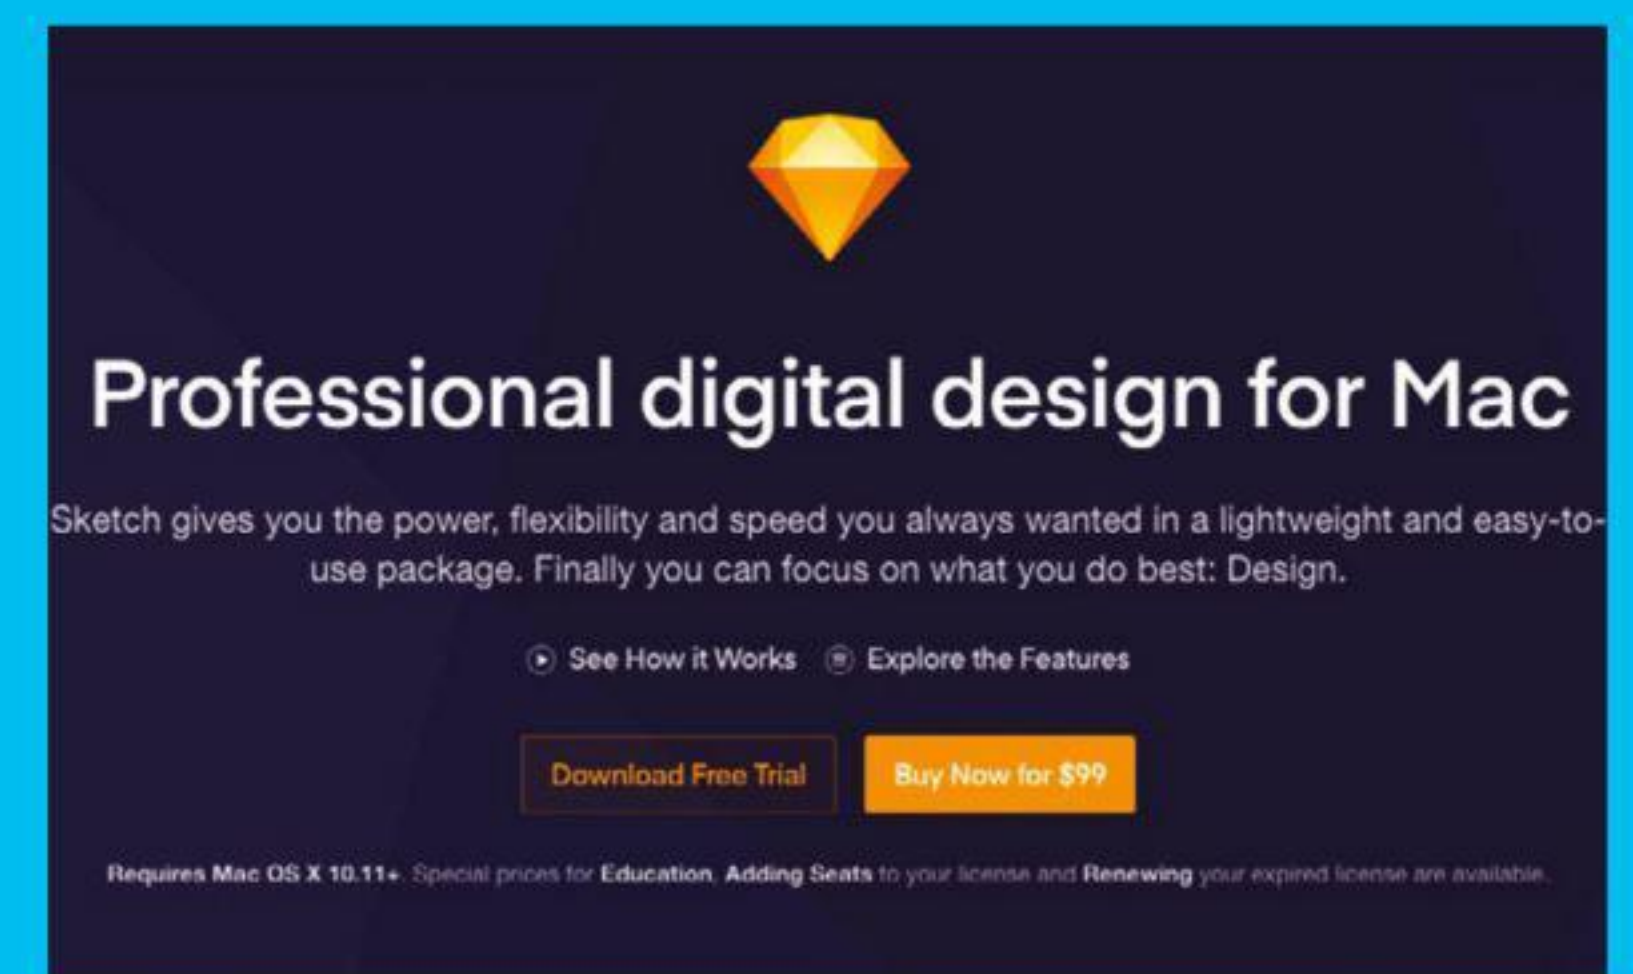 Professional digital design for Mac
Sketch gives you the power, flexibility and speed you always wanted in a lightweight and easy-to-
use package. Finally you can focus on what you do best: Design.
See How it Works Explore the Features
Download Free Trial Buy Now for $99
Requires Mac OS X 10.11+. Special prices for Education, Adding Seats to your license and Renewing your expired license are available.